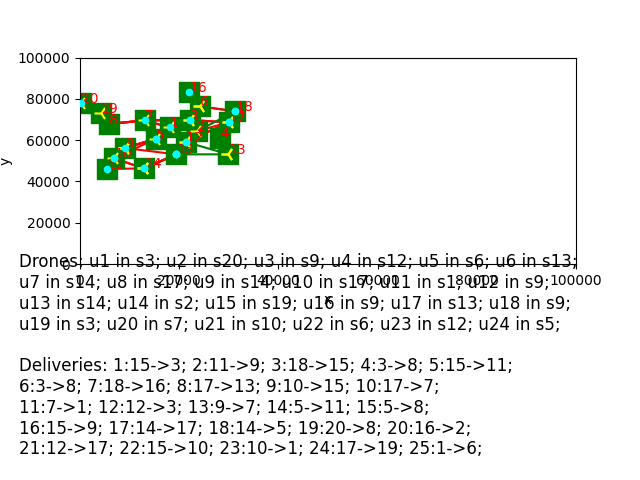 100000
80000
60000
40000
20000
0
y
16
9
8
3
4
0 20000 40000 60000 80000 100000
x
Drones: u1 in s3; u2 in s20; u3 in s9; u4 in s12; u5 in s6; u6 in s13;
u7 in s14; u8 in s17; u9 in s14; u10 in s17; u11 in s1; u12 in s9;
u13 in s14; u14 in s2; u15 in s19; u16 in s9; u17 in s13; u18 in s9;
u19 in s3; u20 in s7; u21 in s10; u22 in s6; u23 in s12; u24 in s5;
Deliveries: 1:15->3; 2:11->9; 3:18->15; 4:3->8; 5:15->11;
6:3->8; 7:18->16; 8:17->13; 9:10->15; 10:17->7;
11:7->1; 12:12->3; 13:9->7; 14:5->11; 15:5->8;
16:15->9; 17:14->17; 18:14->5; 19:20->8; 20:16->2;
21:12->17; 22:15->10; 23:10->1; 24:17->19; 25:1->6;